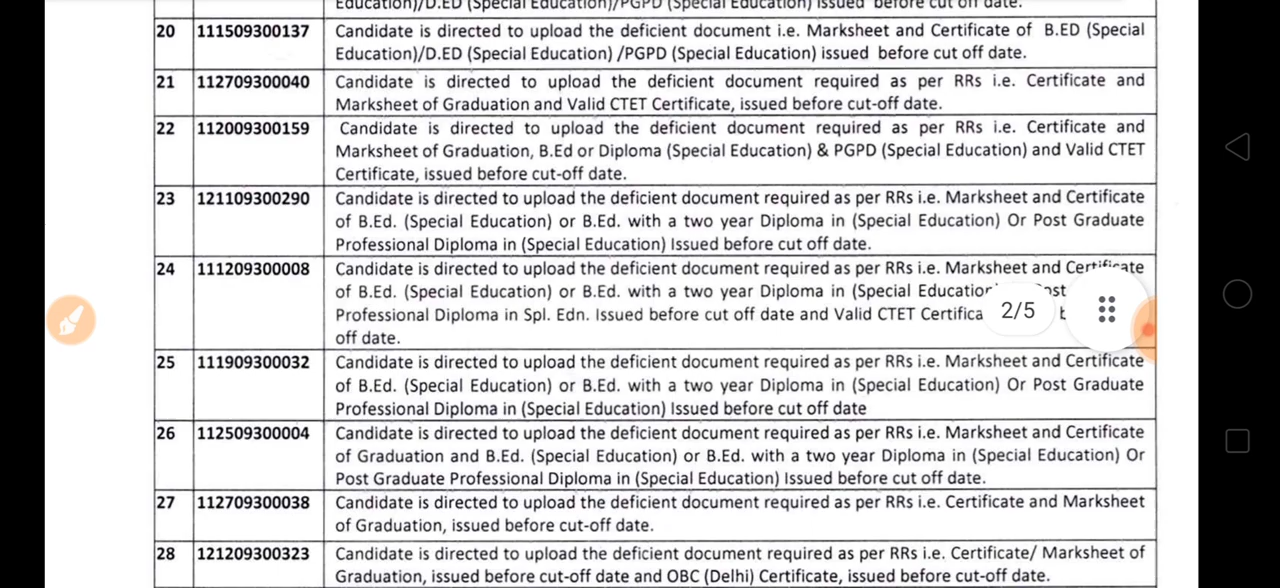 Education)/D.ED (Special Education)/PGPD (Special Education) issued before cut off date.
20 111509300137 Candidate is directed to upload the deficient document i.e. Marksheet and Certificate of B.ED (Special
Education)/D.ED (Special Education) /PGPD (Special Education) issued before cut off date.
21 112709300040 Candidate is directed to upload the deficient document required as per RRs i.e. Certificate and
Marksheet of Graduation and Valid CTET Certificate, issued before cut-off date.
22 112009300159 Candidate is directed to upload the deficient document required as per RRs i.e. Certificate and
Marksheet of Graduation, B.Ed or Diploma (Special Education) & PGPD (Special Education) and Valid CTET
Certificate, issued before cut-off date.
23 121109300290 Candidate is directed to upload the deficient document required as per RRs i.e. Marksheet and Certificate
of B.Ed. (Special Education) or B.Ed. with a two year Diploma in (Special Education) Or Post Graduate
Professional Diploma in (Special Education) Issued before cut off date.
24 111209300008 Candidate is directed to upload the deficient document required as per RRs i.e. Marksheet and Certificate
of B.Ed. (Special Education) or B.Ed. with a two year Diploma in (Special
Professional Diploma in Spl. Edn. Issued before cut off date and Valid CTET
off date.
2/5
25 111909300032 Candidate is directed to upload the deficient document required as per RRs i.e. Marksheet and Certificate
of B.Ed. (Special Education) or B.Ed. with a two year Diploma in (Special Education) Or Post Graduate
Professional Diploma in (Special Education) Issued before cut off date
26 112509300004 Candidate is directed to upload the deficient document required as per RRs i.e. Marksheet and Certificate
of Graduation and B.Ed. (Special Education) or B.Ed. with a two year Diploma in (Special Education) Or
Post Graduate Professional Diploma in (Special Education) Issued before cut off date.
27 112709300038 Candidate is directed to upload the deficient document required as per RRs i.e. Certificate and Marksheet
of Graduation, issued before cut-off date.
28 121209300323 Candidate is directed to upload the deficient document required as per RRs i.e. Certificate/ Marksheet of
Graduation, issued before cut-off date and OBC (Delhi) Certificate, issued before cut-off date.